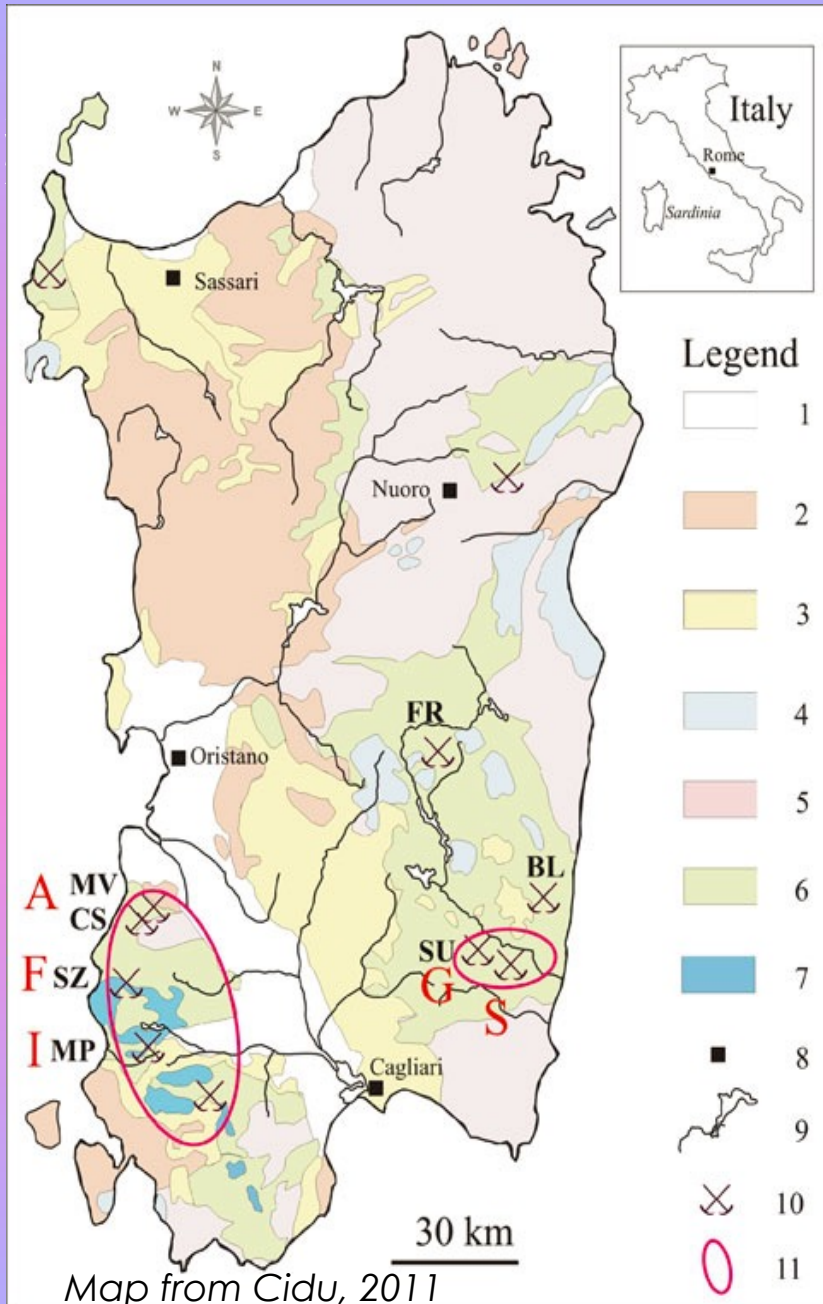 N
W E
S
Italy
Rome
Sardinia
Sassari
Legend
1
2
Nuoro
3
4
FR
Oristano
5
A MV
CS
BL
6
F SZ
SU
G
S
7
I MP
8
Cagliari
9
10
30 km
11
Map from Cidu, 2011